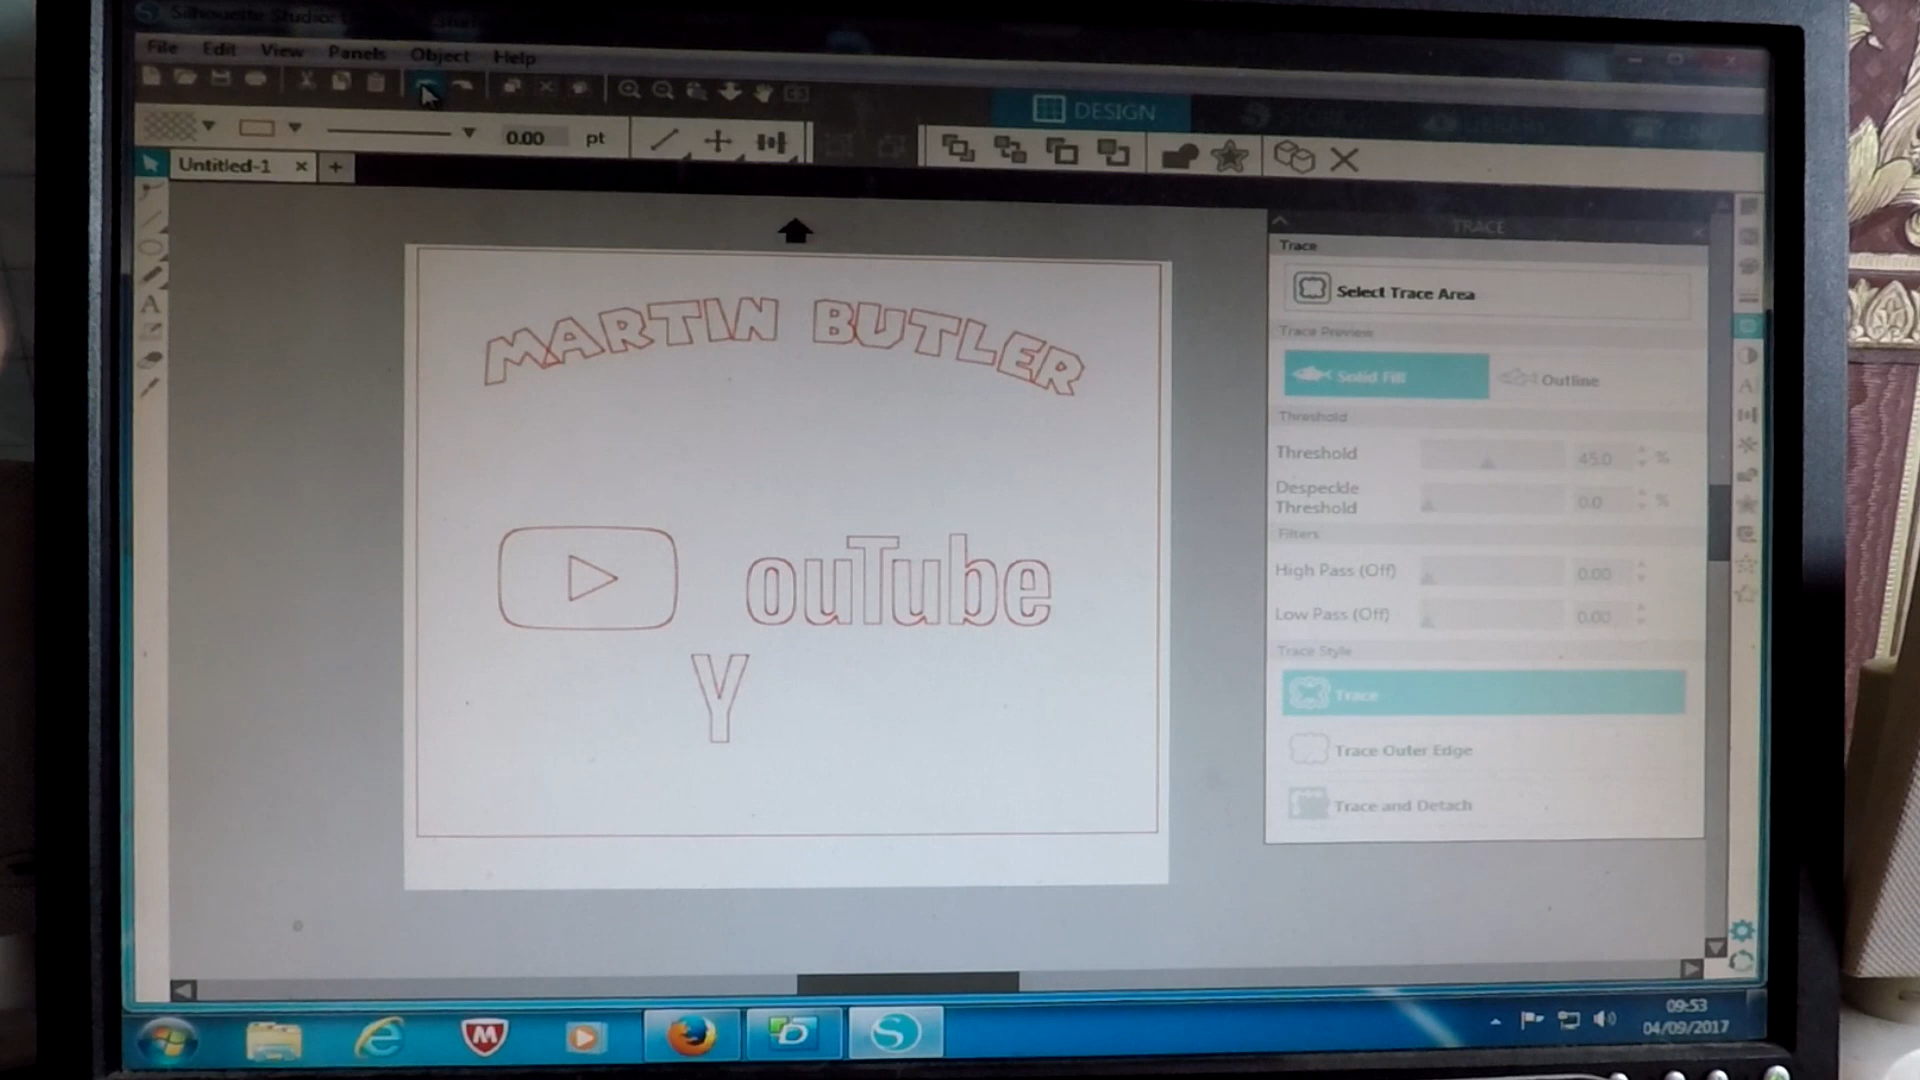 Silhouette Studio
File Edit View Panels Object Help
DESIGN
0.00 pt
Untitled-1 × +
TRACE
Trace
Select Trace Area
Trace Preview
Solid Fill Outline
Threshold
Threshold 45.0 %
Despeckle
Threshold 0.0 %
Filters
High Pass (Off) 0.00
Low Pass (Off) 0.00
Trace Style
Trace
Trace Outer Edge
Trace and Detach
MARTIN BUTLER
ouTube
Y
09:53
04/09/2017